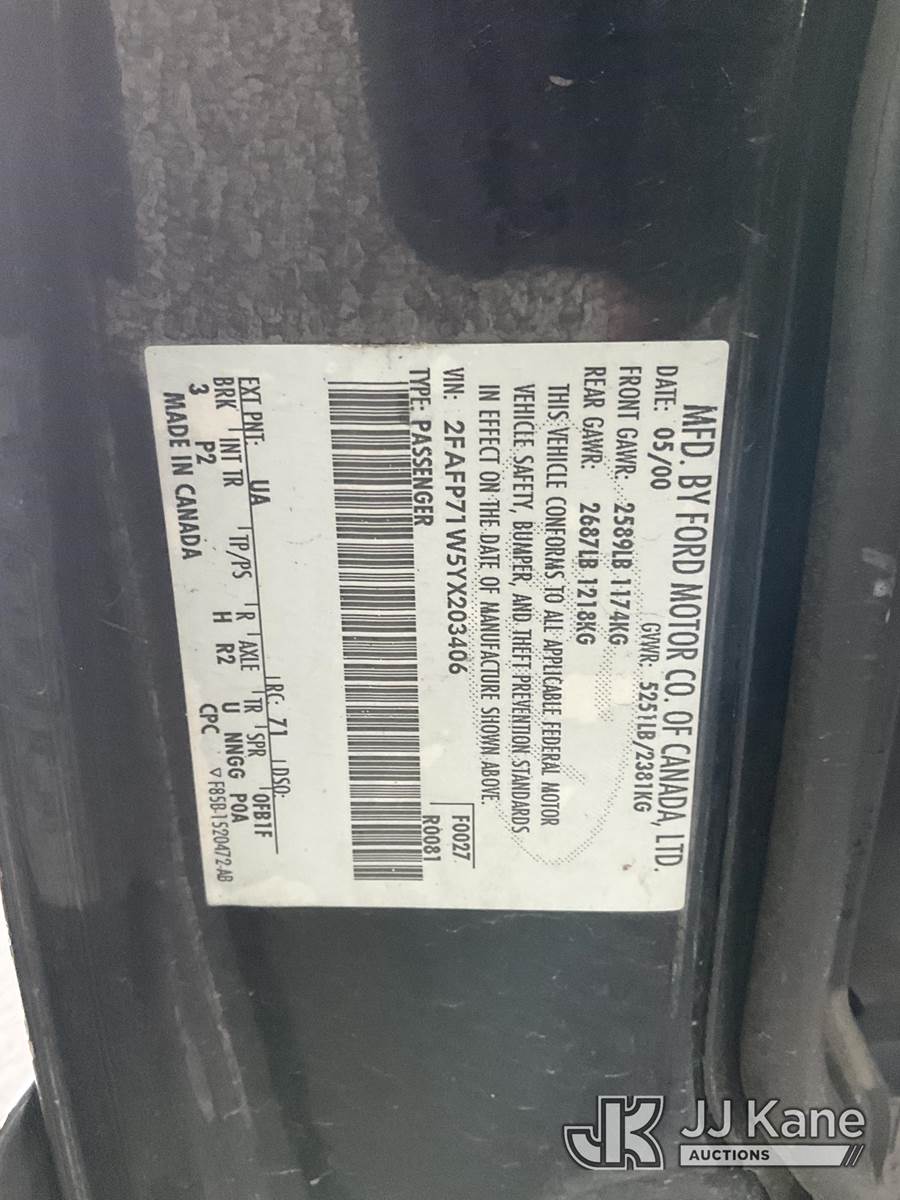 MFD. BY FORD MOTOR CO. OF CANADA, LTD.
DATE: 05/00 GVWR: 5251LB/2381KG
FRONT GAWR: 2589LB 1174KG
REAR GAWR: 2687LB 1218KG
THIS VEHICLE CONFORMS TO ALL APPLICABLE FEDERAL MOTOR
VEHICLE SAFETY, BUMPER, AND THEFT PREVENTION STANDARDS
IN EFFECT ON THE DATE OF MANUFACTURE SHOWN ABOVE.
VIN: 2FAFP71W5YX203406 F0027
TYPE: PASSENGER R0081
EXT PNT: UA RC: 71 DSO: 0FB1F
BRK INT TR TP/PS R AXLE TR SPR
3 P2 H R2 U NNGG P0A
MADE IN CANADA CPC ▽F85B-1520472-AB
JK JJ Kane
AUCTIONS